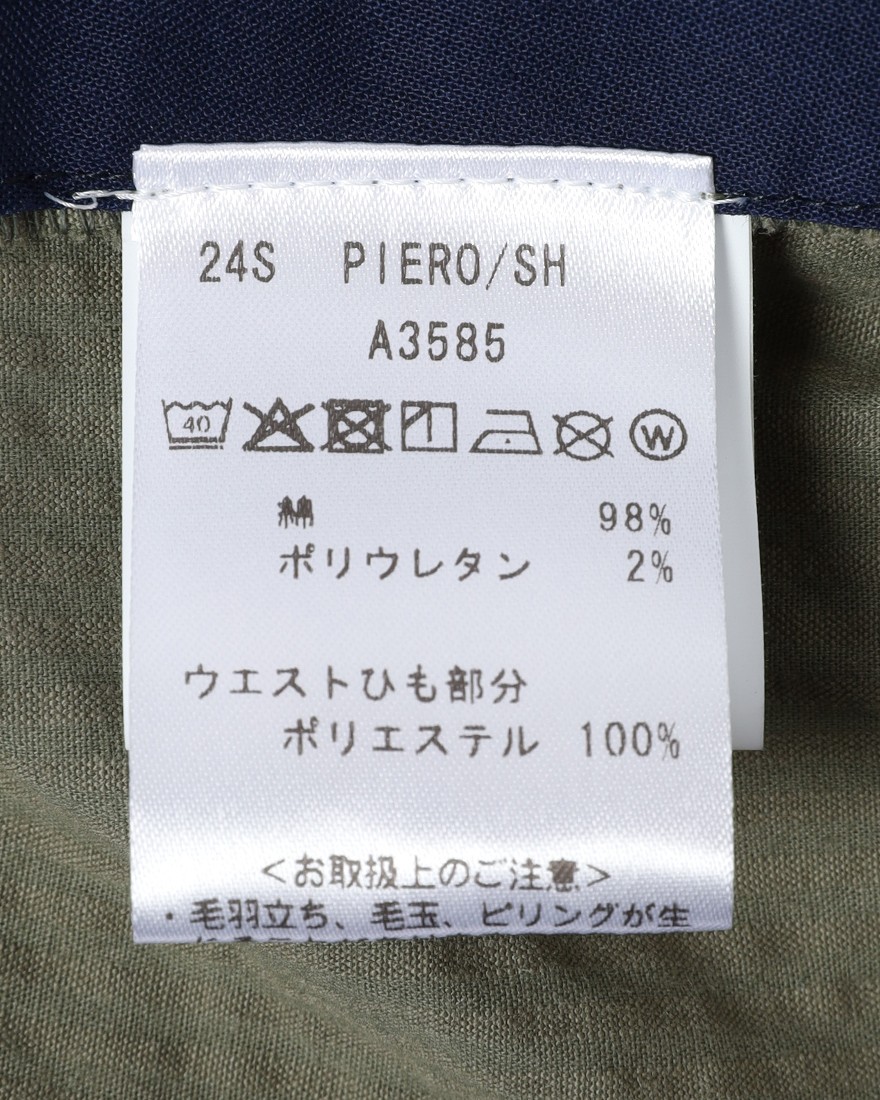 24S PIERO/SH
A3585
40 W
綿 98%
ポリウレタン 2%
ウエストひも部分
ポリエステル 100%
<お取扱上のご注意>
・毛羽立ち、毛玉、ピリングが生